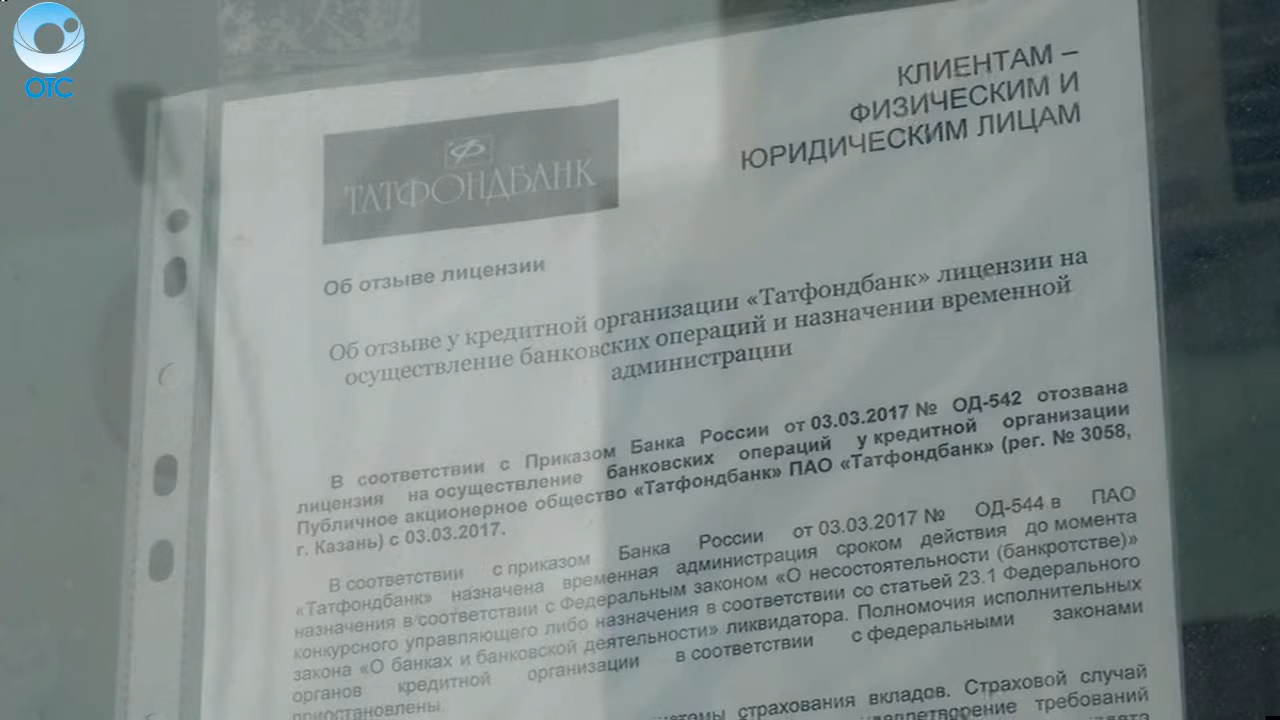 ОТС
КЛИЕНТАМ –
ФИЗИЧЕСКИМ И
ЮРИДИЧЕСКИМ ЛИЦАМ
ТАТФОНДБАНК
Об отзыве лицензии
Об отзыве у кредитной организации «Татфондбанк» лицензии на
осуществление банковских операций и назначении временной
администрации
В соответствии с Приказом Банка России от 03.03.2017 № ОД-542 отозвана
лицензия на осуществление банковских операций у кредитной организации
Публичное акционерное общество «Татфондбанк» ПАО «Татфондбанк» (рег. № 3058,
г. Казань) с 03.03.2017.
В соответствии с приказом Банка России от 03.03.2017 № ОД-544 в ПАО
«Татфондбанк» назначена временная администрация сроком действия до момента
назначения в соответствии с Федеральным законом «О несостоятельности (банкротстве)»
конкурсного управляющего либо назначения в соответствии со статьей 23.1 Федерального
закона «О банках и банковской деятельности» ликвидатора. Полномочия исполнительных
органов кредитной организации в соответствии с федеральными законами
приостановлены.
страхования вкладов. Страховой случай
удовлетворение требований